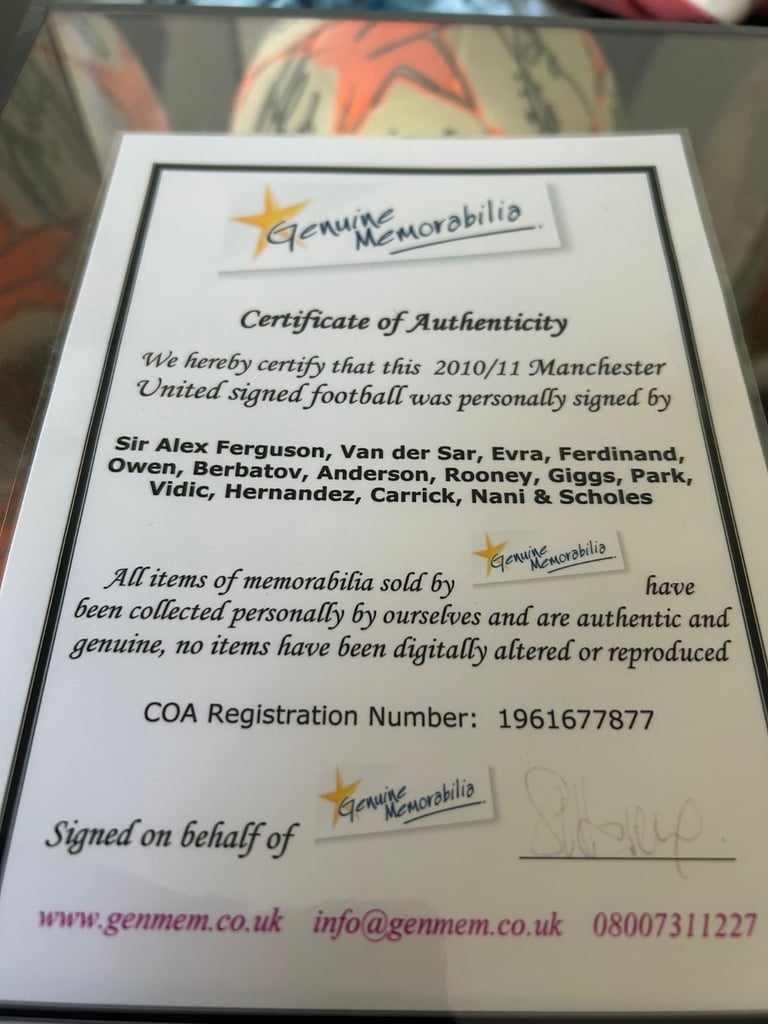 Genuine
Memorabilia
Certificate of Authenticity
We hereby certify that this 2010/11 Manchester
United signed football was personally signed by
Sir Alex Ferguson, Van der Sar, Evra, Ferdinand,
Owen, Berbatov, Anderson, Rooney, Giggs, Park,
Vidic, Hernandez, Carrick, Nani & Scholes
All items of memorabilia sold by Genuine Memorabilia have
been collected personally by ourselves and are authentic and
genuine, no items have been digitally altered or reproduced
COA Registration Number: 1961677877
Signed on behalf of Genuine Memorabilia
www.genmem.co.uk info@genmem.co.uk 08007311227